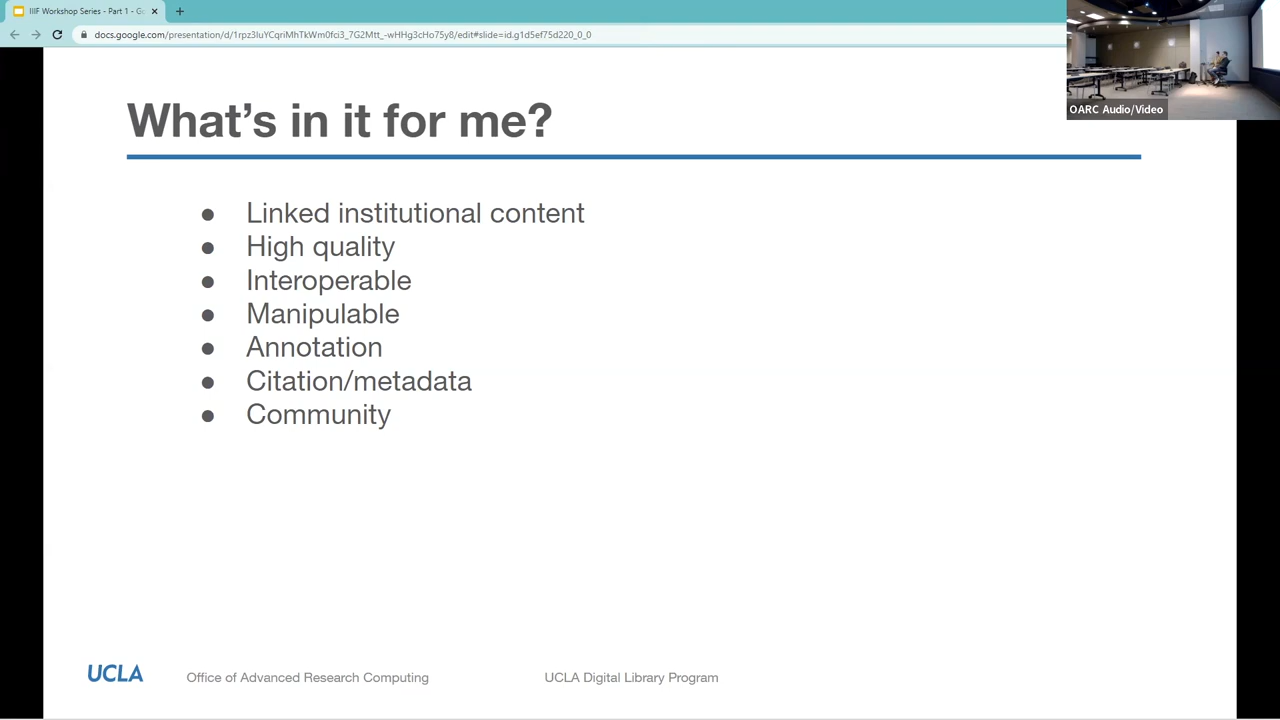 IIIF Workshop Series - Part 1 - Go
docs.google.com/presentation/d/1rpz3IuYCqriMhTkWm0fci3_7G2Mtt_-wHHg3cHo75y8/edit#slide=id.g1d5ef75d220_0_0
OARC Audio/Video
What's in it for me?
● Linked institutional content
● High quality
● Interoperable
● Manipulable
● Annotation
● Citation/metadata
● Community
UCLA Office of Advanced Research Computing UCLA Digital Library Program